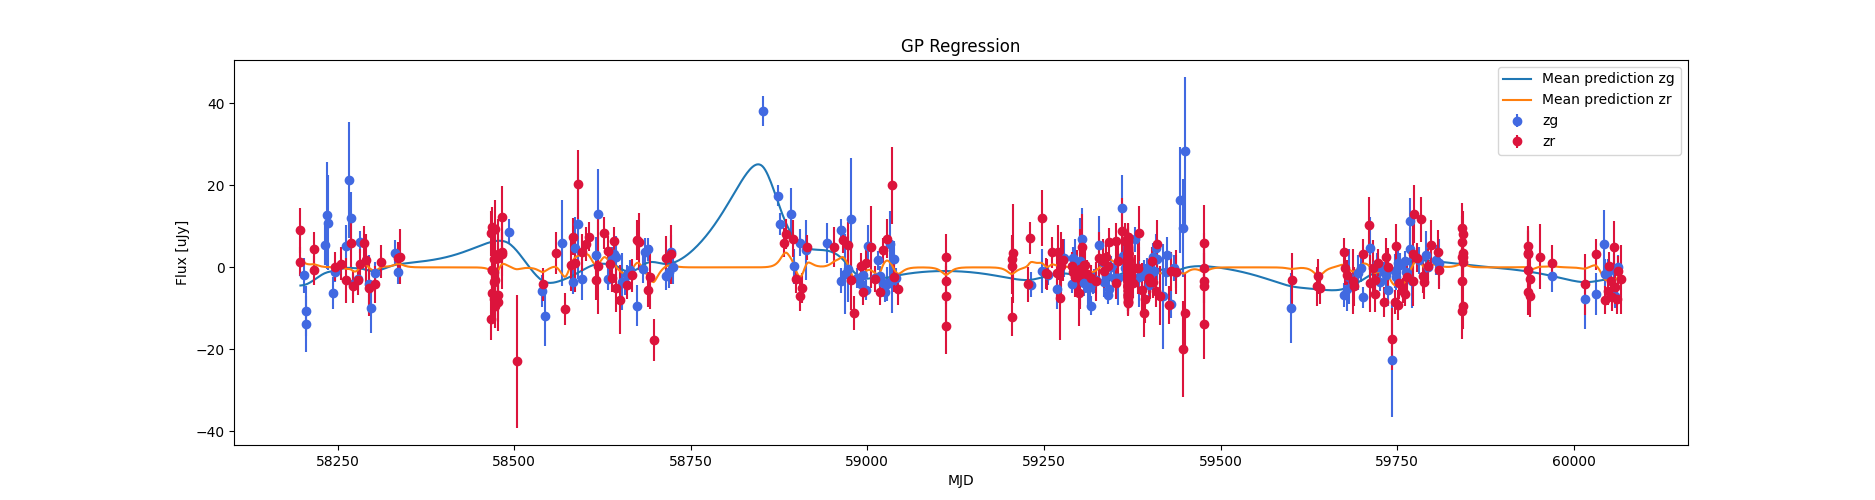 GP Regression
Flux [uJy]
40
20
0
−20
−40
58250 58500 58750 59000 59250 59500 59750 60000
MJD
Mean prediction zg
Mean prediction zr
zg
zr